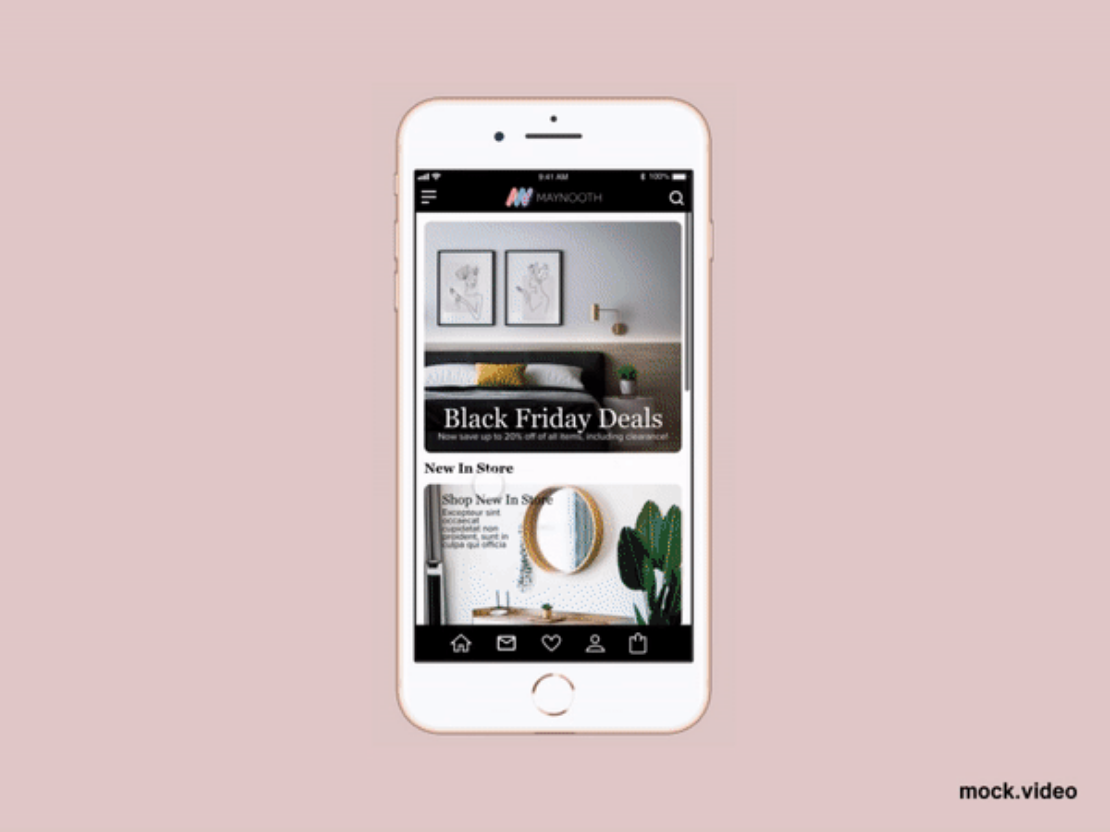 9:41 AM
100%
MAYNOOTH
Black Friday Deals
Now save up to 20% off of all items, including clearance!
New In Store
Shop New In Store
Excepteur sint
occaecat
cupidatat non
proident, sunt in
culpa qui officia
mock.video